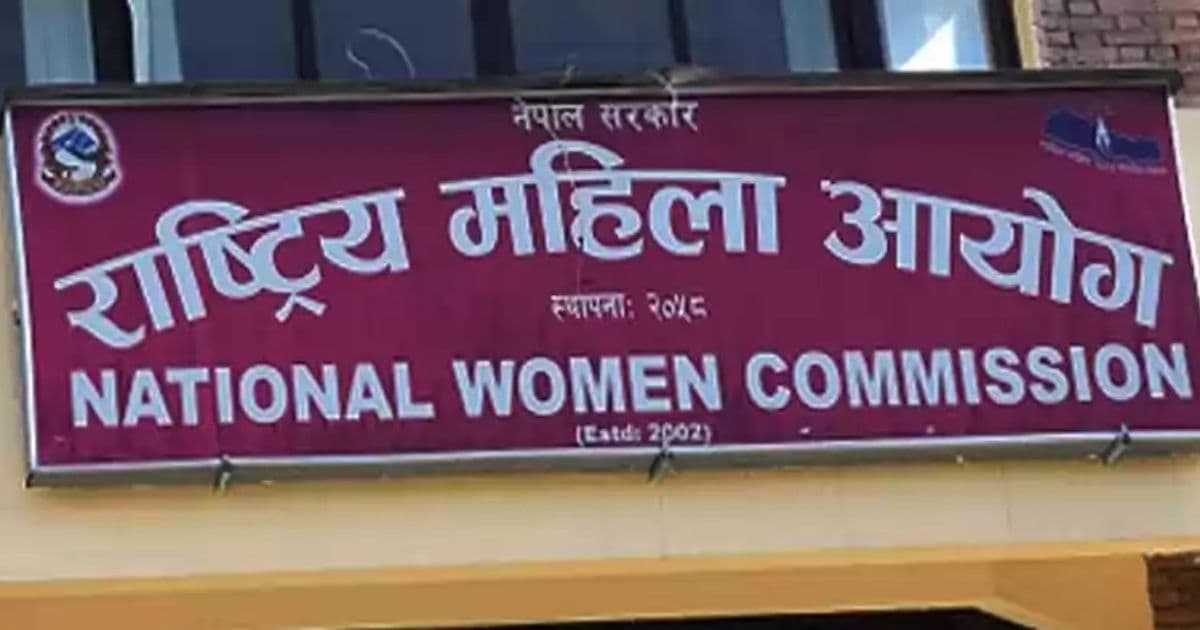 नेपाल सरकार
राष्ट्रिय महिला आयोग
स्थापना: २०५८
NATIONAL WOMEN COMMISSION
(Estd: 2002)